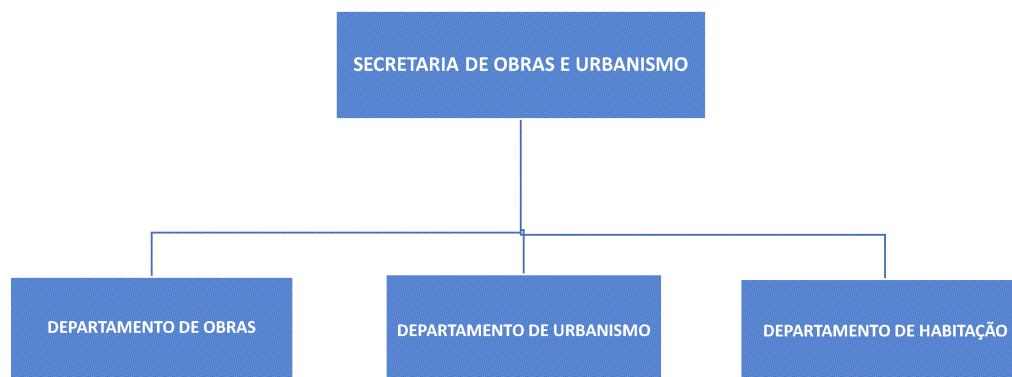 SECRETARIA DE OBRAS E URBANISMO
DEPARTAMENTO DE OBRAS
DEPARTAMENTO DE URBANISMO
DEPARTAMENTO DE HABITAÇÃO